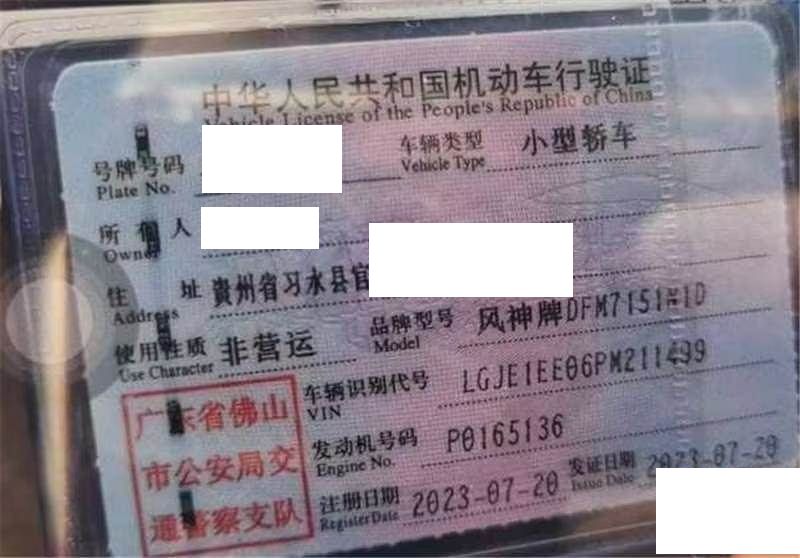 中华人民共和国机动车行驶证
Vehicle License of the People's Republic of China
号牌号码 车辆类型 小型轿车
Plate No. Vehicle Type
所有人
Owner
住址 贵州省习水县官
Address
使用性质 非营运 品牌型号 风神牌DFM7151N1D
Use Character Model
车辆识别代号 LGJE1EE06PM211499
VIN
发动机号码 P0165136
Engine No.
注册日期 2023-07-20 发证日期 2023-07-20
Register Date Issue Date
广东省佛山
市公安局交
通警察支队